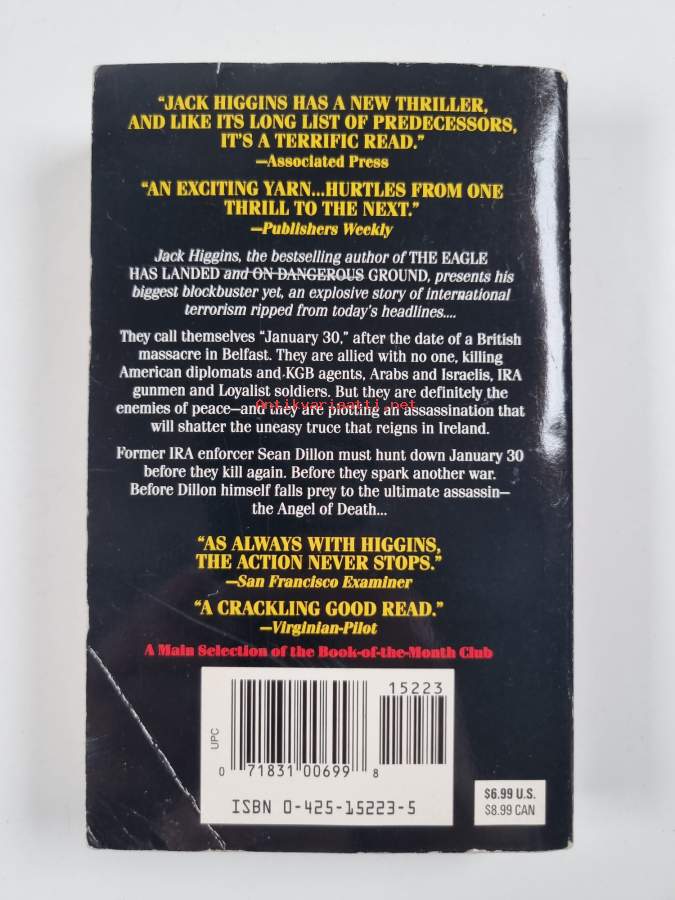 “JACK HIGGINS HAS A NEW THRILLER,
AND LIKE ITS LONG LIST OF PREDECESSORS,
IT’S A TERRIFIC READ.”
—Associated Press
“AN EXCITING YARN...HURTLES FROM ONE
THRILL TO THE NEXT.”
—Publishers Weekly
Jack Higgins, the bestselling author of THE EAGLE
HAS LANDED and ON DANGEROUS GROUND, presents his
biggest blockbuster yet, an explosive story of international
terrorism ripped from today’s headlines....
They call themselves “January 30,” after the date of a British
massacre in Belfast. They are allied with no one, killing
American diplomats and KGB agents, Arabs and Israelis, IRA
gunmen and Loyalist soldiers. But they are definitely the
enemies of peace—and they are plotting an assassination that
Antikvariaatti.net
will shatter the uneasy truce that reigns in Ireland.
Former IRA enforcer Sean Dillon must hunt down January 30
before they kill again. Before they spark another war.
Before Dillon himself falls prey to the ultimate assassin—
the Angel of Death...
“AS ALWAYS WITH HIGGINS,
THE ACTION NEVER STOPS.”
—San Francisco Examiner
“A CRACKLING GOOD READ.”
—Virginian-Pilot
A Main Selection of the Book-of-the-Month Club
15223
UPC
0 71831 00699 8
ISBN 0-425-15223-5
$6.99 U.S.
$8.99 CAN